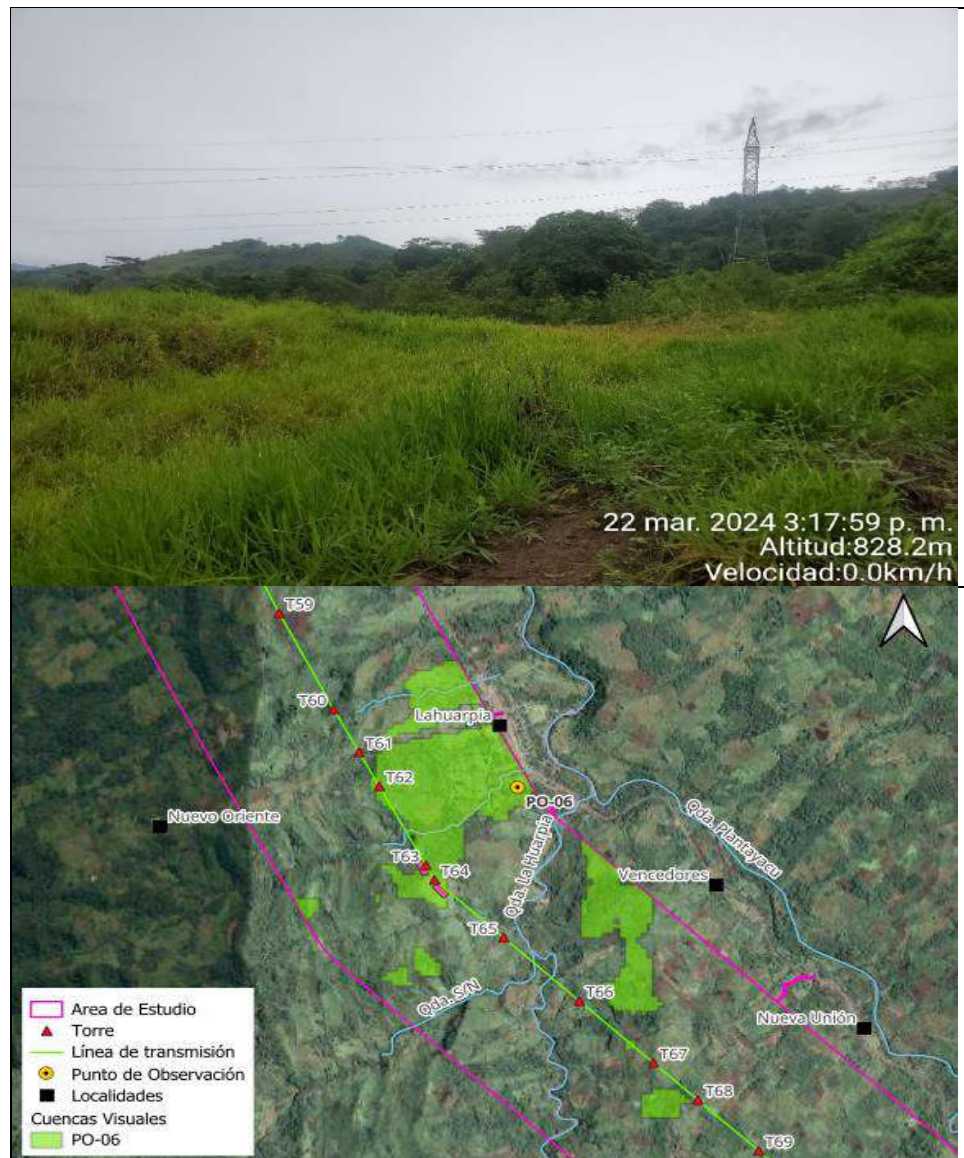 22 mar. 2024 3:17:59 p. m.
Altitud:828.2m
Velocidad:0.0km/h
T59
T60
Lahuarpia
T61
T62
PO-06
Nuevo Oriente
Qda. Plantayacu
Qda. La Huarpia
T63
T64
Vencedores
T65
Qda. S/N
T66
Nueva Unión
T67
T68
T69
Area de Estudio
Torre
Línea de transmisión
Punto de Observación
Localidades
Cuencas Visuales
PO-06